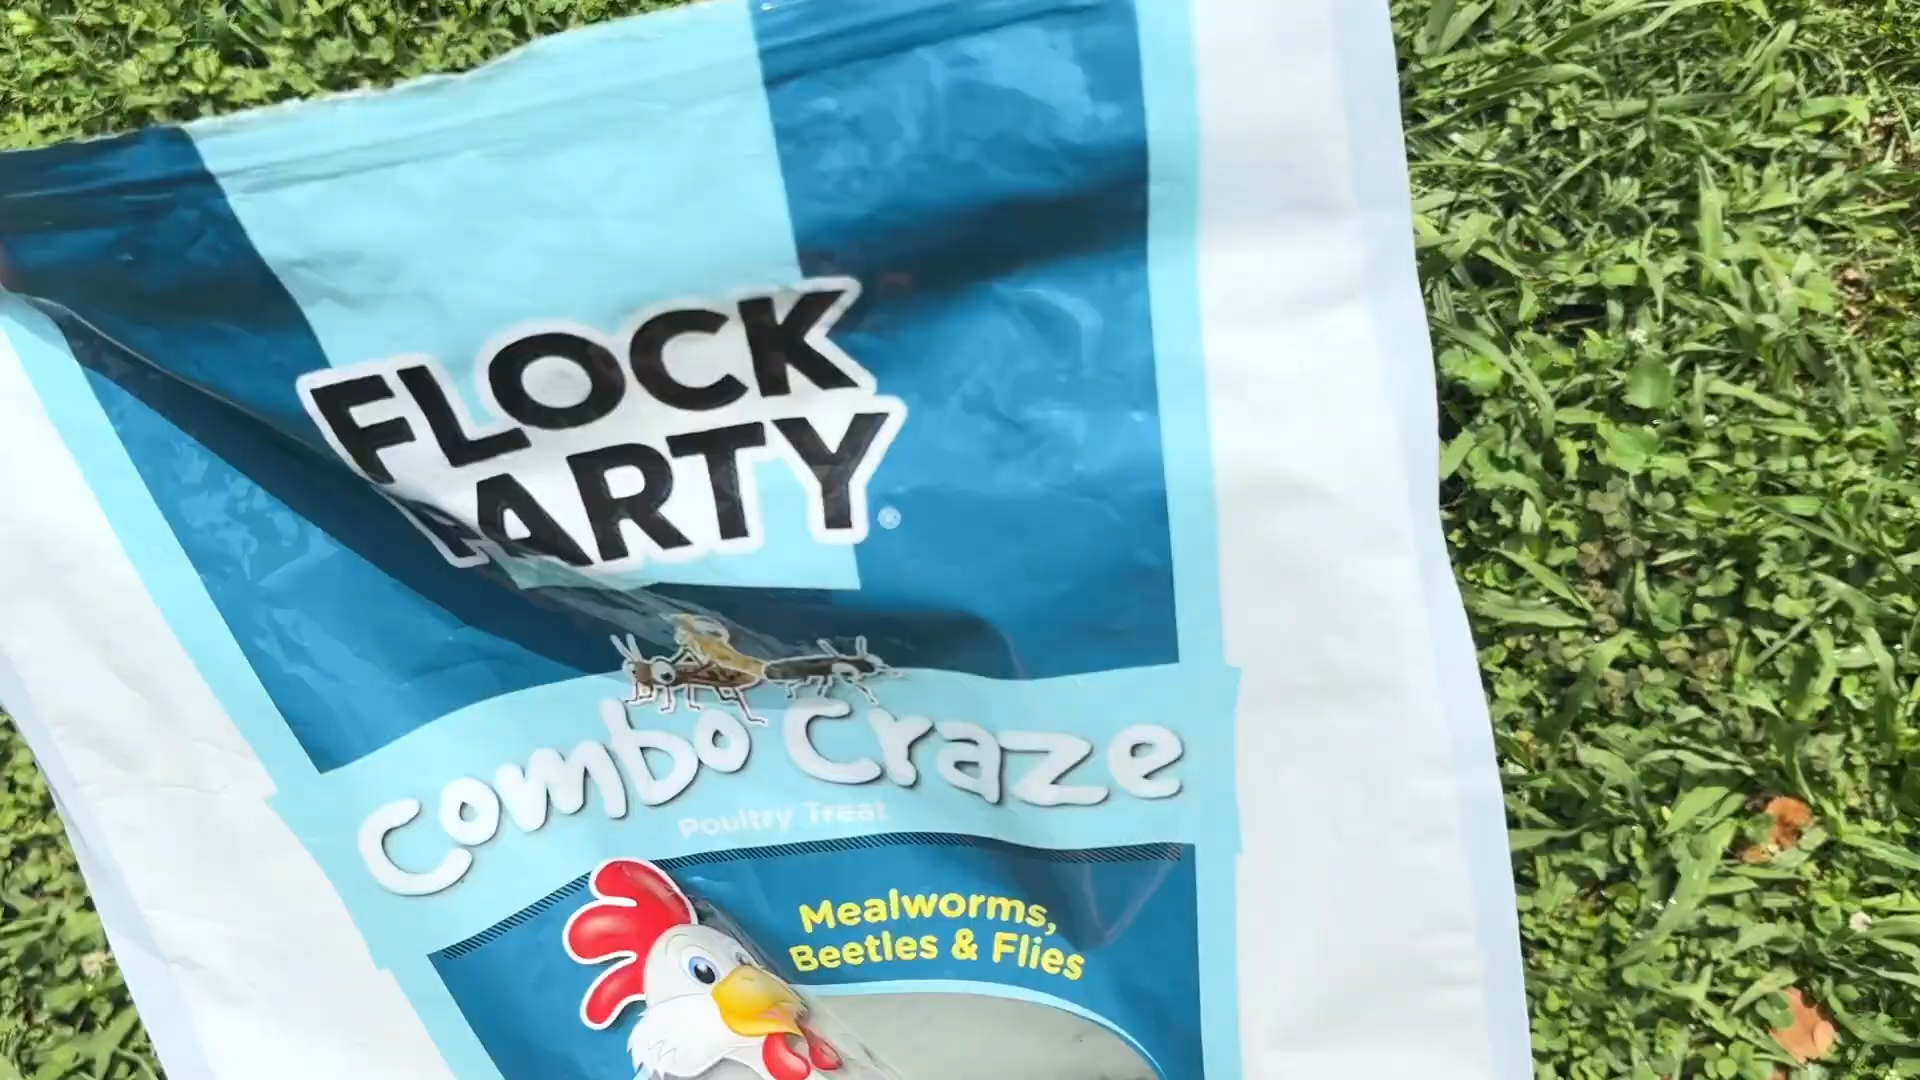 FLOCK
PARTY®
Combo Craze
Poultry Treat
Mealworms,
Beetles & Flies